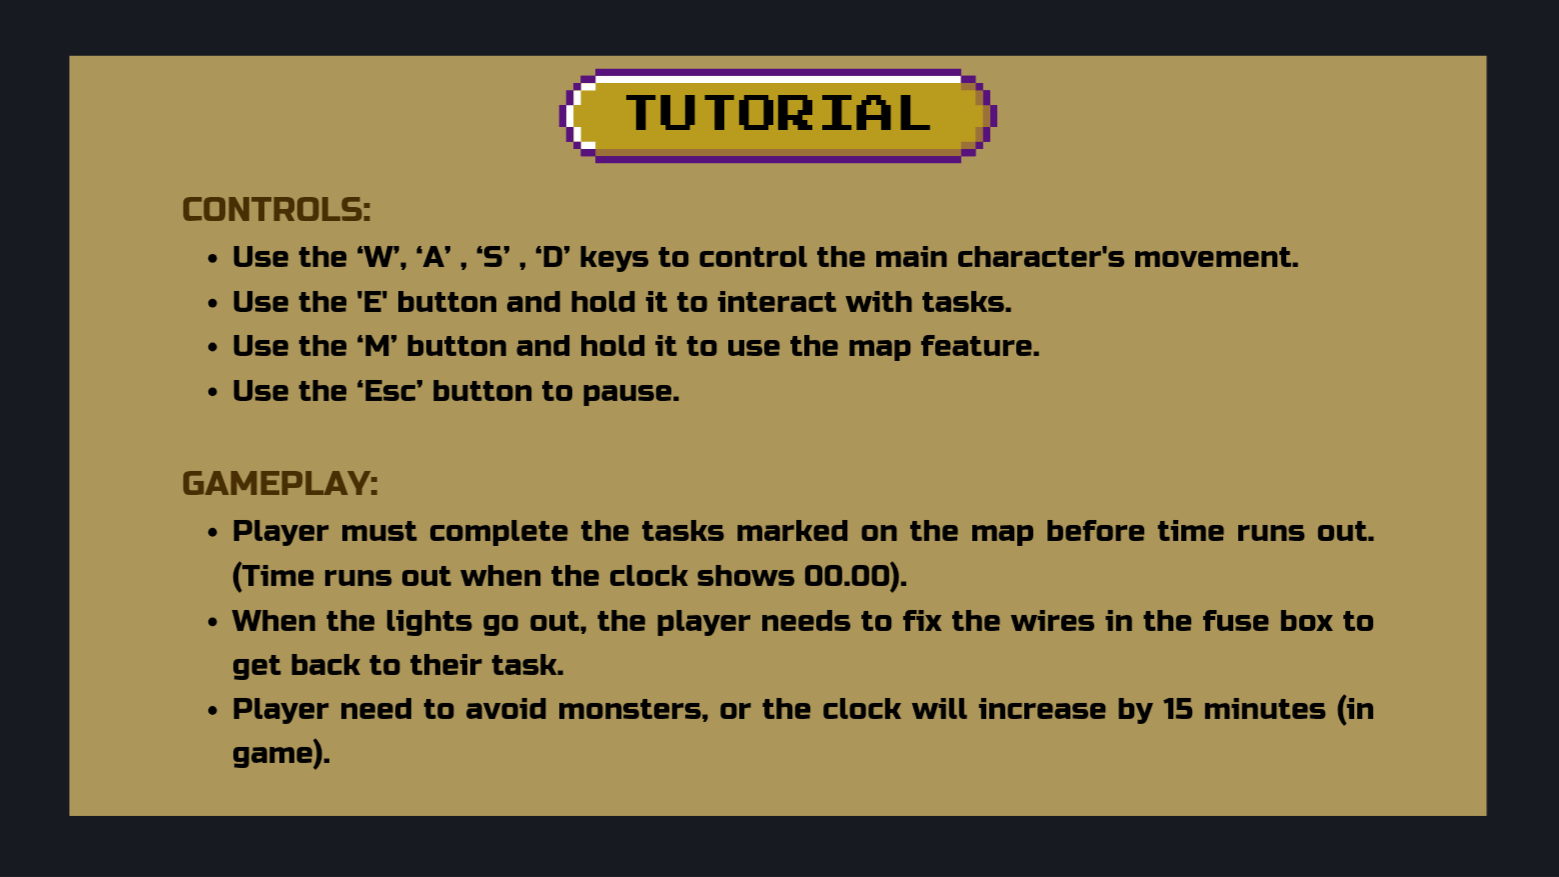 TUTORIAL
CONTROLS:
• Use the ‘W’, ‘A’ , ‘S’ , ‘D’ keys to control the main character's movement.
• Use the 'E' button and hold it to interact with tasks.
• Use the ‘M’ button and hold it to use the map feature.
• Use the ‘Esc’ button to pause.
GAMEPLAY:
• Player must complete the tasks marked on the map before time runs out.
(Time runs out when the clock shows 00.00).
• When the lights go out, the player needs to fix the wires in the fuse box to
get back to their task.
• Player need to avoid monsters, or the clock will increase by 15 minutes (in
game).